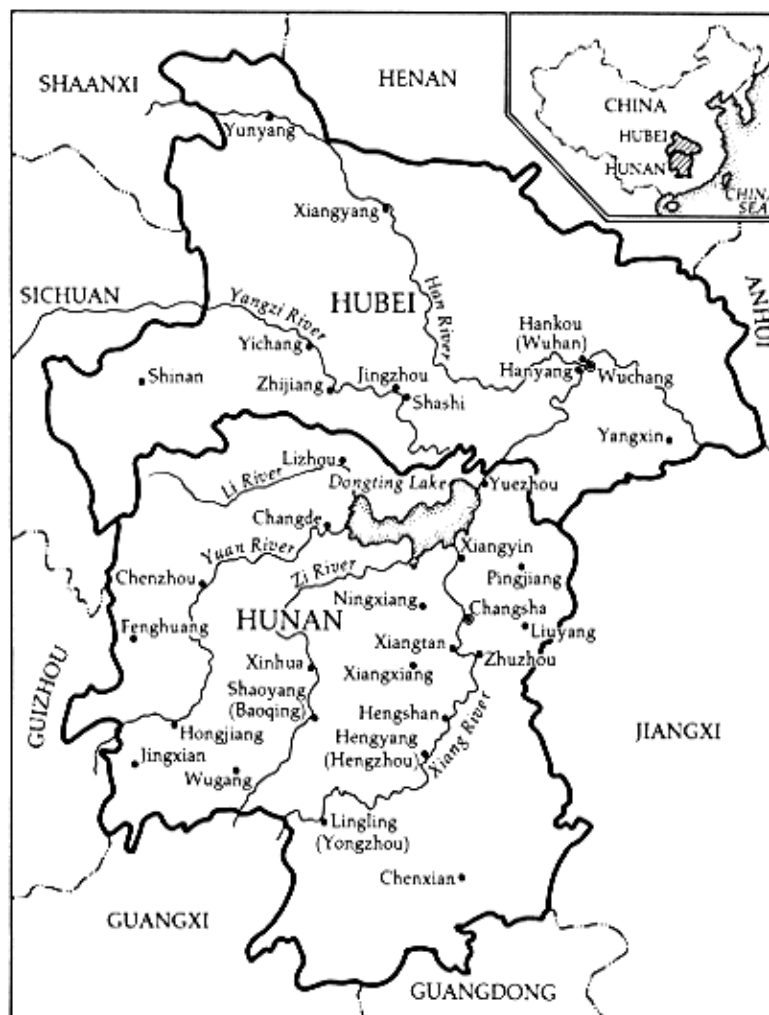 SHAANXI
HENAN
CHINA
HUBEI
HUNAN
CHINA
SEA
Yunyang
Xiangyang
SICHUAN
Yangzi River
HUBEI
Han River
ANHUI
Hankou
(Wuhan)
Yichang
Shinan
Zhijiang
Jingzhou
Hanyang
Wuchang
Shashi
Yangxin
Lizhou
Li River
Dongting Lake
Yuezhou
Changde
Yuan River
Zi River
Xiangyin
Chenzhou
Pingjiang
Ningxiang
Changsha
HUNAN
Fenghuang
Liuyang
Xiangtan
Zhuzhou
Xinhua
Xiangxiang
GUIZHOU
Shaoyang
(Baoqing)
Hengshan
Hongjiang
Hengyang
(Hengzhou)
Xiang River
JIANGXI
Jingxian
Wugang
Lingling
(Yongzhou)
Chenxian
GUANGXI
GUANGDONG